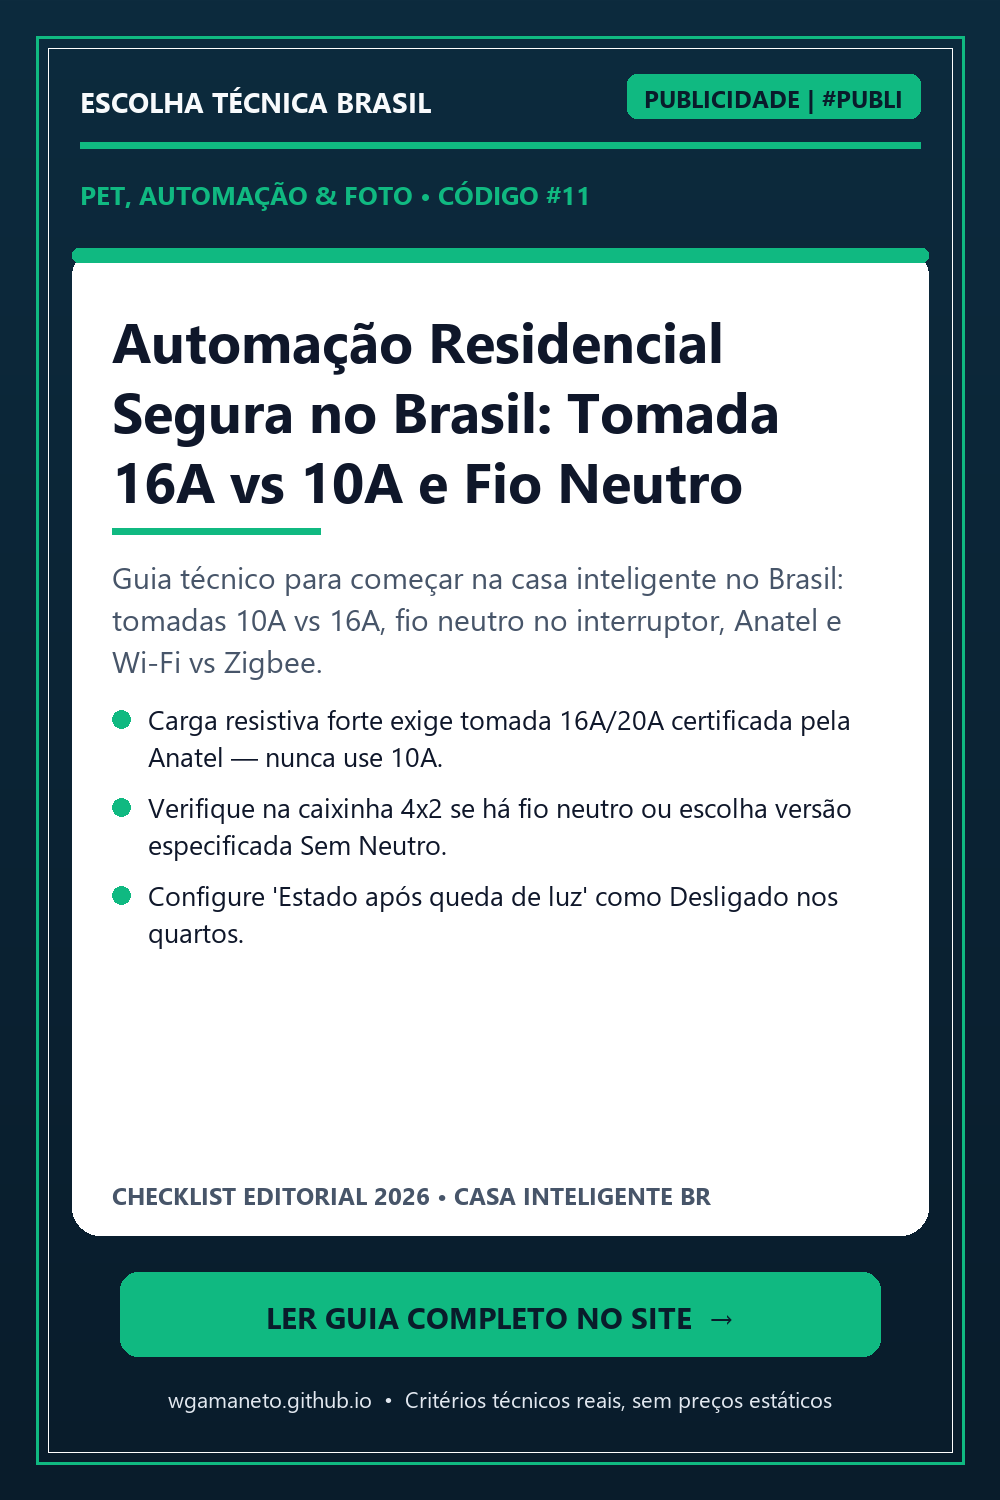 ESCOLHA TÉCNICA BRASIL
PUBLICIDADE | #PUBLI
PET, AUTOMAÇÃO & FOTO • CÓDIGO #11
Automação Residencial
Segura no Brasil: Tomada
16A vs 10A e Fio Neutro
Guia técnico para começar na casa inteligente no Brasil:
tomadas 10A vs 16A, fio neutro no interruptor, Anatel e
Wi-Fi vs Zigbee.
Carga resistiva forte exige tomada 16A/20A certificada pela
Anatel — nunca use 10A.
Verifique na caixinha 4x2 se há fio neutro ou escolha versão
especificada Sem Neutro.
Configure 'Estado após queda de luz' como Desligado nos
quartos.
CHECKLIST EDITORIAL 2026 • CASA INTELIGENTE BR
LER GUIA COMPLETO NO SITE →
wgamaneto.github.io • Critérios técnicos reais, sem preços estáticos